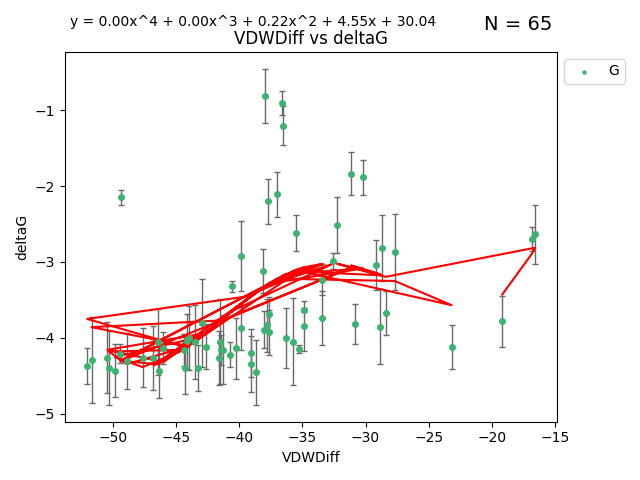 y = 0.00x^4 + 0.00x^3 + 0.22x^2 + 4.55x + 30.04
N = 65
VDWDiff vs deltaG
G
deltaG
−1
−2
−3
−4
−5
−50 −45 −40 −35 −30 −25 −20 −15
VDWDiff